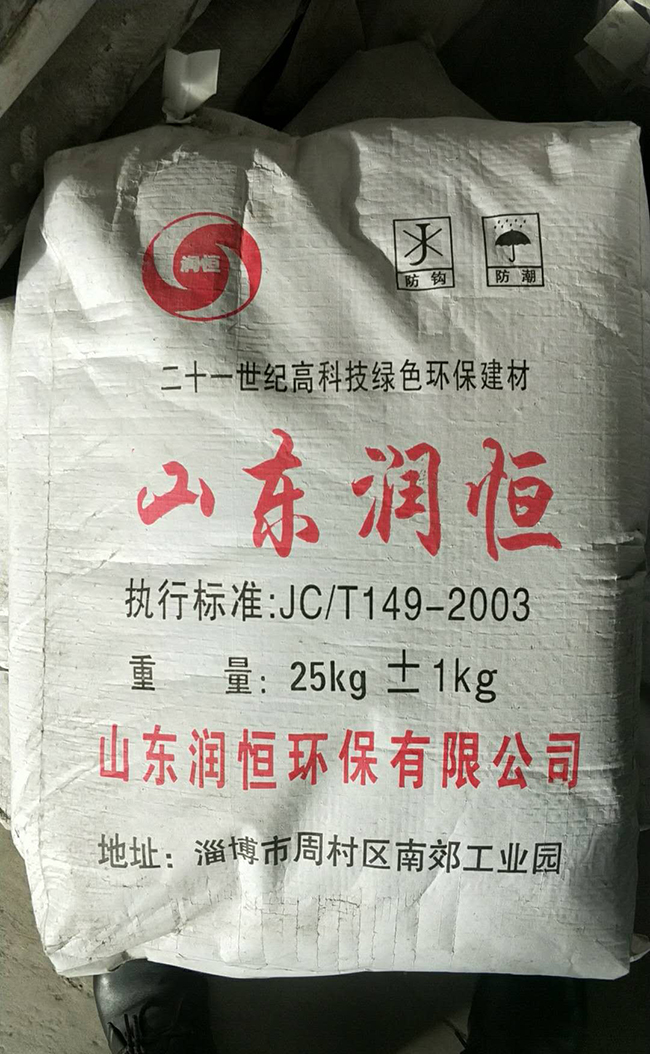 润恒
防钩
防潮
二十一世纪高科技绿色环保建材
山东润恒
执行标准:JC/T149-2003
重 量: 25kg ±1kg
山东润恒环保有限公司
地址: 淄博市周村区南郊工业园